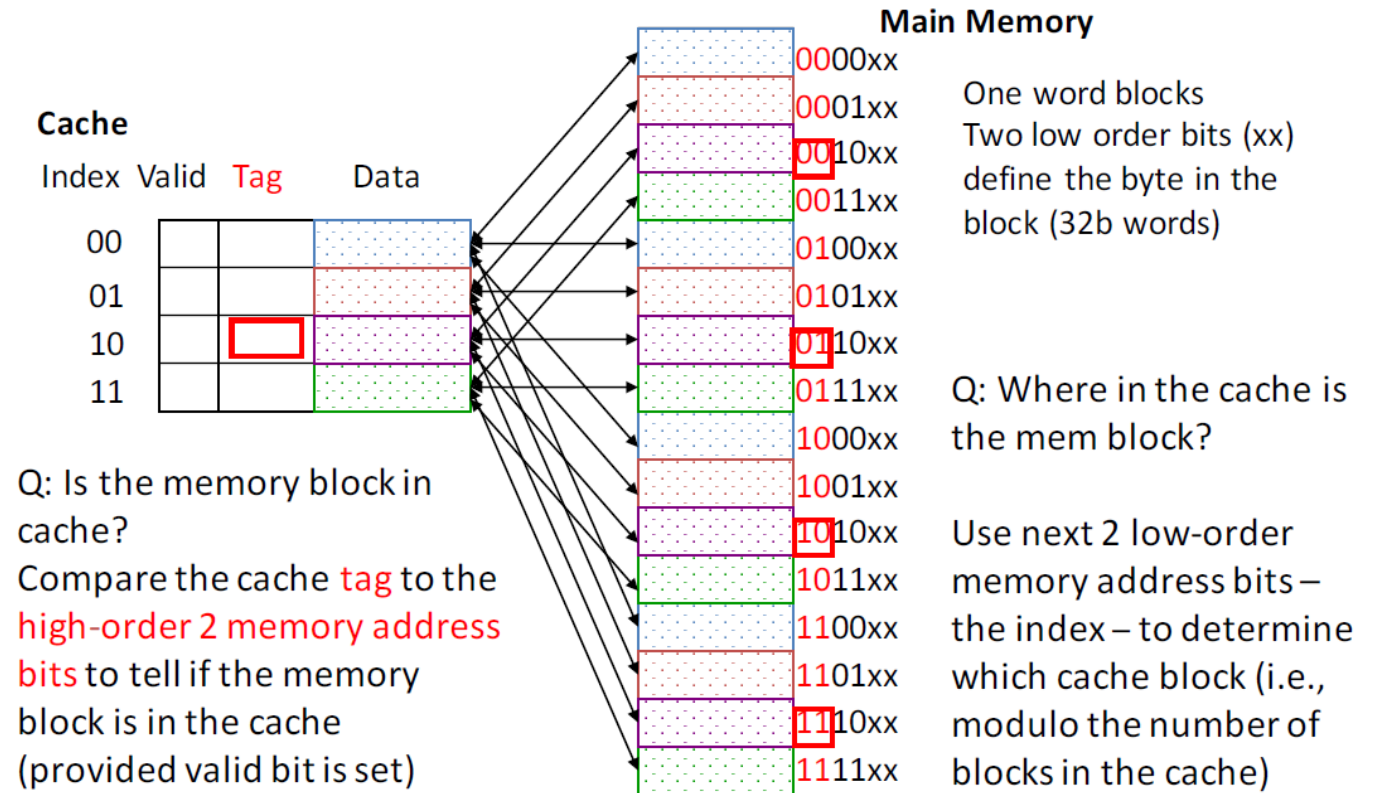 Main Memory
Cache
Index Valid Tag Data
00
01
10
11
0000xx
0001xx
0010xx
0011xx
0100xx
0101xx
0110xx
0111xx
1000xx
1001xx
1010xx
1011xx
1100xx
1101xx
1110xx
1111xx
One word blocks
Two low order bits (xx)
define the byte in the
block (32b words)
Q: Where in the cache is
the mem block?
Use next 2 low-order
memory address bits –
the index – to determine
which cache block (i.e.,
modulo the number of
blocks in the cache)
Q: Is the memory block in
cache?
Compare the cache tag to the
high-order 2 memory address
bits to tell if the memory
block is in the cache
(provided valid bit is set)